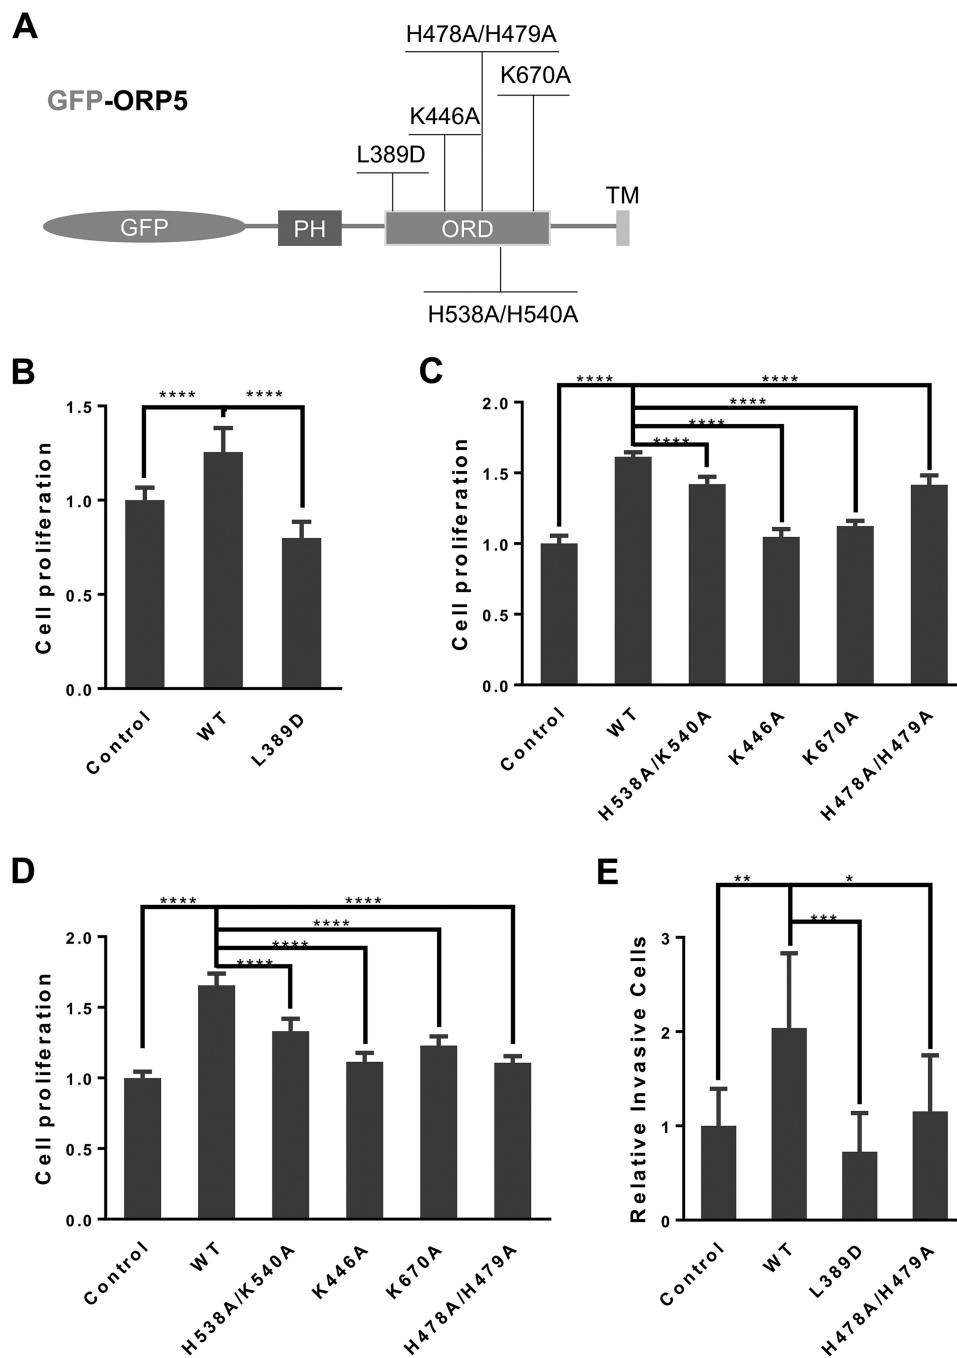 A
H478A/H479A
K670A
GFP-ORP5
K446A
L389D
TM
GFP
PH
ORD
H538A/H540A
B
**** ****
1.5
1.0
0.5
0.0
Cell proliferation
Control
WT
L389D
C
**** ****
****
****
****
2.0
1.5
1.0
0.5
0.0
Cell proliferation
Control
WT
H538A/K540A
K446A
K670A
H478A/H479A
D
**** ****
****
****
****
2.0
1.5
1.0
0.5
0.0
Cell proliferation
Control
WT
H538A/K540A
K446A
K670A
H478A/H479A
E
** *
***
3
2
1
0
Relative Invasive Cells
Control
WT
L389D
H478A/H479A